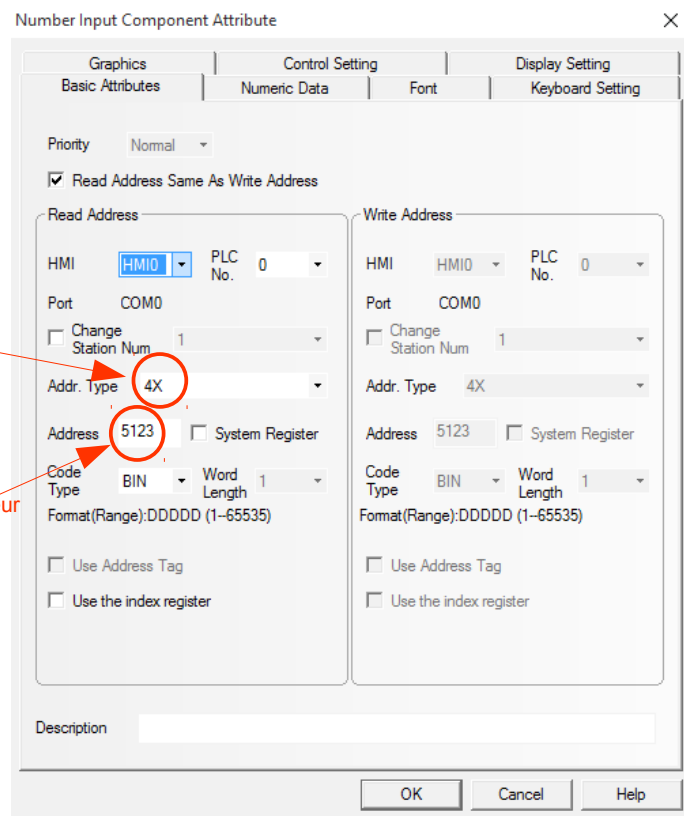 Number Input Component Attribute
Graphics Control Setting Display Setting
Basic Attributes Numeric Data Font Keyboard Setting
Priority Normal
Read Address Same As Write Address
Read Address
HMI HMI0 PLC No. 0
Port COM0
Change Station Num 1
Addr. Type 4X
Address 5123 System Register
Code Type BIN Word Length 1
Format(Range):DDDDD (1--65535)
Use Address Tag
Use the index register
Write Address
HMI HMI0 PLC No. 0
Port COM0
Change Station Num 1
Addr. Type 4X
Address 5123 System Register
Code Type BIN Word Length 1
Format(Range):DDDDD (1--65535)
Use Address Tag
Use the index register
ur
Description
OK Cancel Help